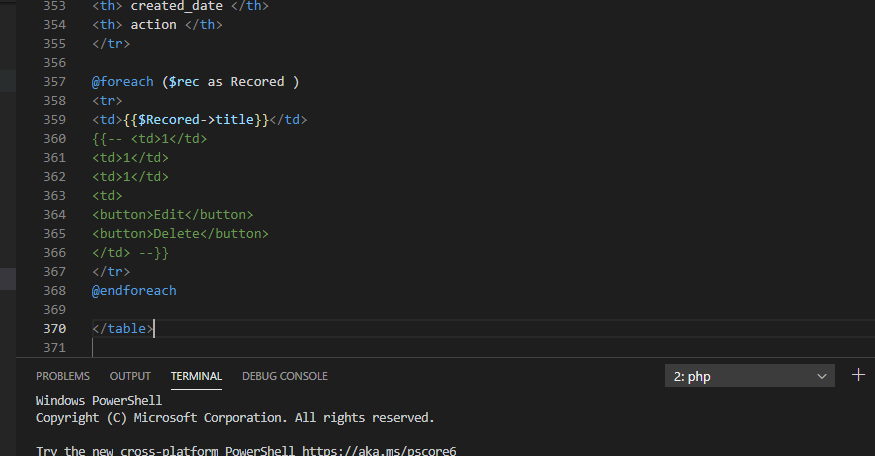 353 <th> created_date </th>
354 <th> action </th>
355 </tr>
356
357 @foreach ($rec as Recored )
358 <tr>
359 <td>{{$Recored->title}}</td>
360 {{-- <td>1</td>
361 <td>1</td>
362 <td>1</td>
363 <td>
364 <button>Edit</button>
365 <button>Delete</button>
366 </td> --}}
367 </tr>
368 @endforeach
369
370 </table>
371
PROBLEMS OUTPUT TERMINAL DEBUG CONSOLE 2: php
Windows PowerShell
Copyright (C) Microsoft Corporation. All rights reserved.
Try the new cross-platform PowerShell https://aka.ms/pscore6